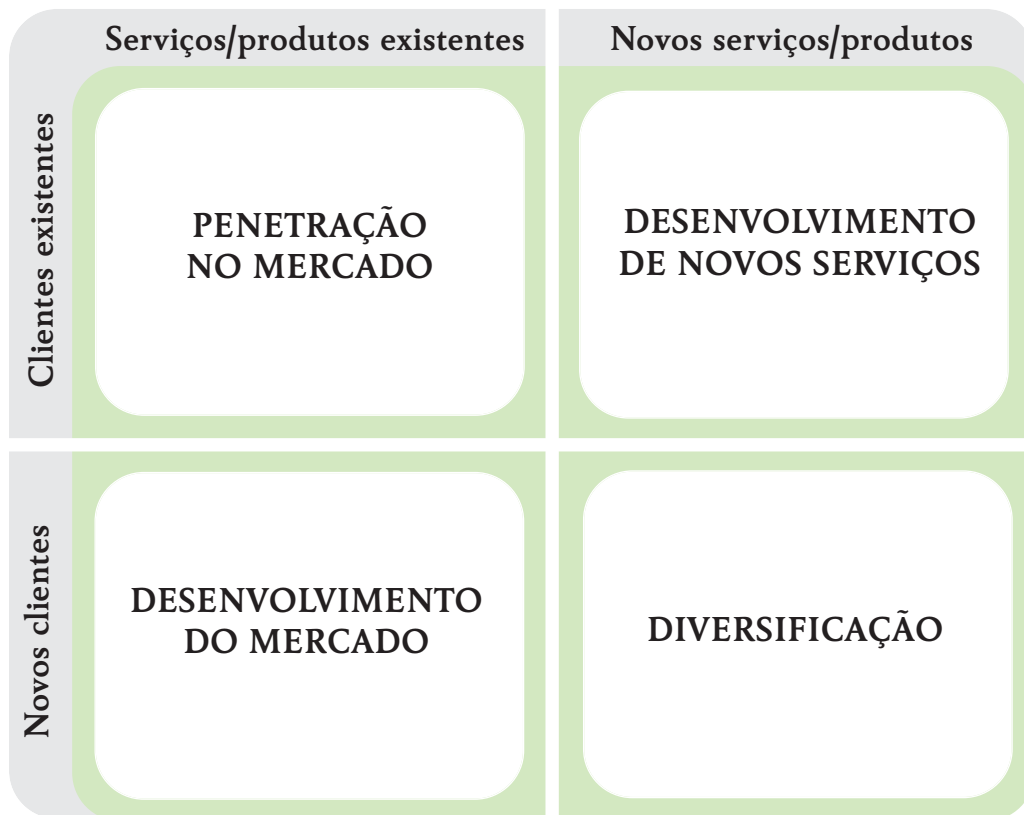 Serviços/produtos existentes
Novos serviços/produtos
Clientes existentes
PENETRAÇÃO
NO MERCADO
DESENVOLVIMENTO
DE NOVOS SERVIÇOS
Novos clientes
DESENVOLVIMENTO
DO MERCADO
DIVERSIFICAÇÃO